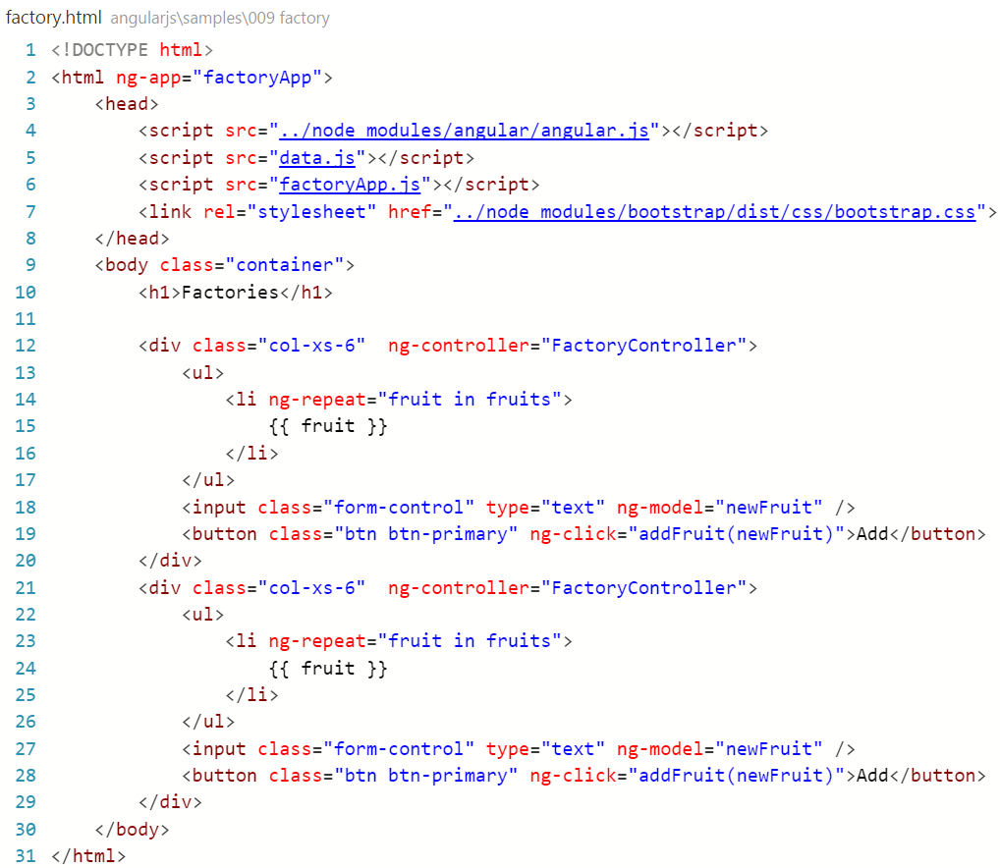 factory.html angularjs\samples\009 factory
1 <!DOCTYPE html>
2 <html ng-app="factoryApp">
3     <head>
4         <script src="../node_modules/angular/angular.js"></script>
5         <script src="data.js"></script>
6         <script src="factoryApp.js"></script>
7         <link rel="stylesheet" href="../node_modules/bootstrap/dist/css/bootstrap.css">
8     </head>
9     <body class="container">
10         <h1>Factories</h1>
11
12         <div class="col-xs-6"  ng-controller="FactoryController">
13             <ul>
14                 <li ng-repeat="fruit in fruits">
15                     {{ fruit }}
16                 </li>
17             </ul>
18             <input class="form-control" type="text" ng-model="newFruit" />
19             <button class="btn btn-primary" ng-click="addFruit(newFruit)">Add</button>
20         </div>
21         <div class="col-xs-6"  ng-controller="FactoryController">
22             <ul>
23                 <li ng-repeat="fruit in fruits">
24                     {{ fruit }}
25                 </li>
26             </ul>
27             <input class="form-control" type="text" ng-model="newFruit" />
28             <button class="btn btn-primary" ng-click="addFruit(newFruit)">Add</button>
29         </div>
30     </body>
31 </html>